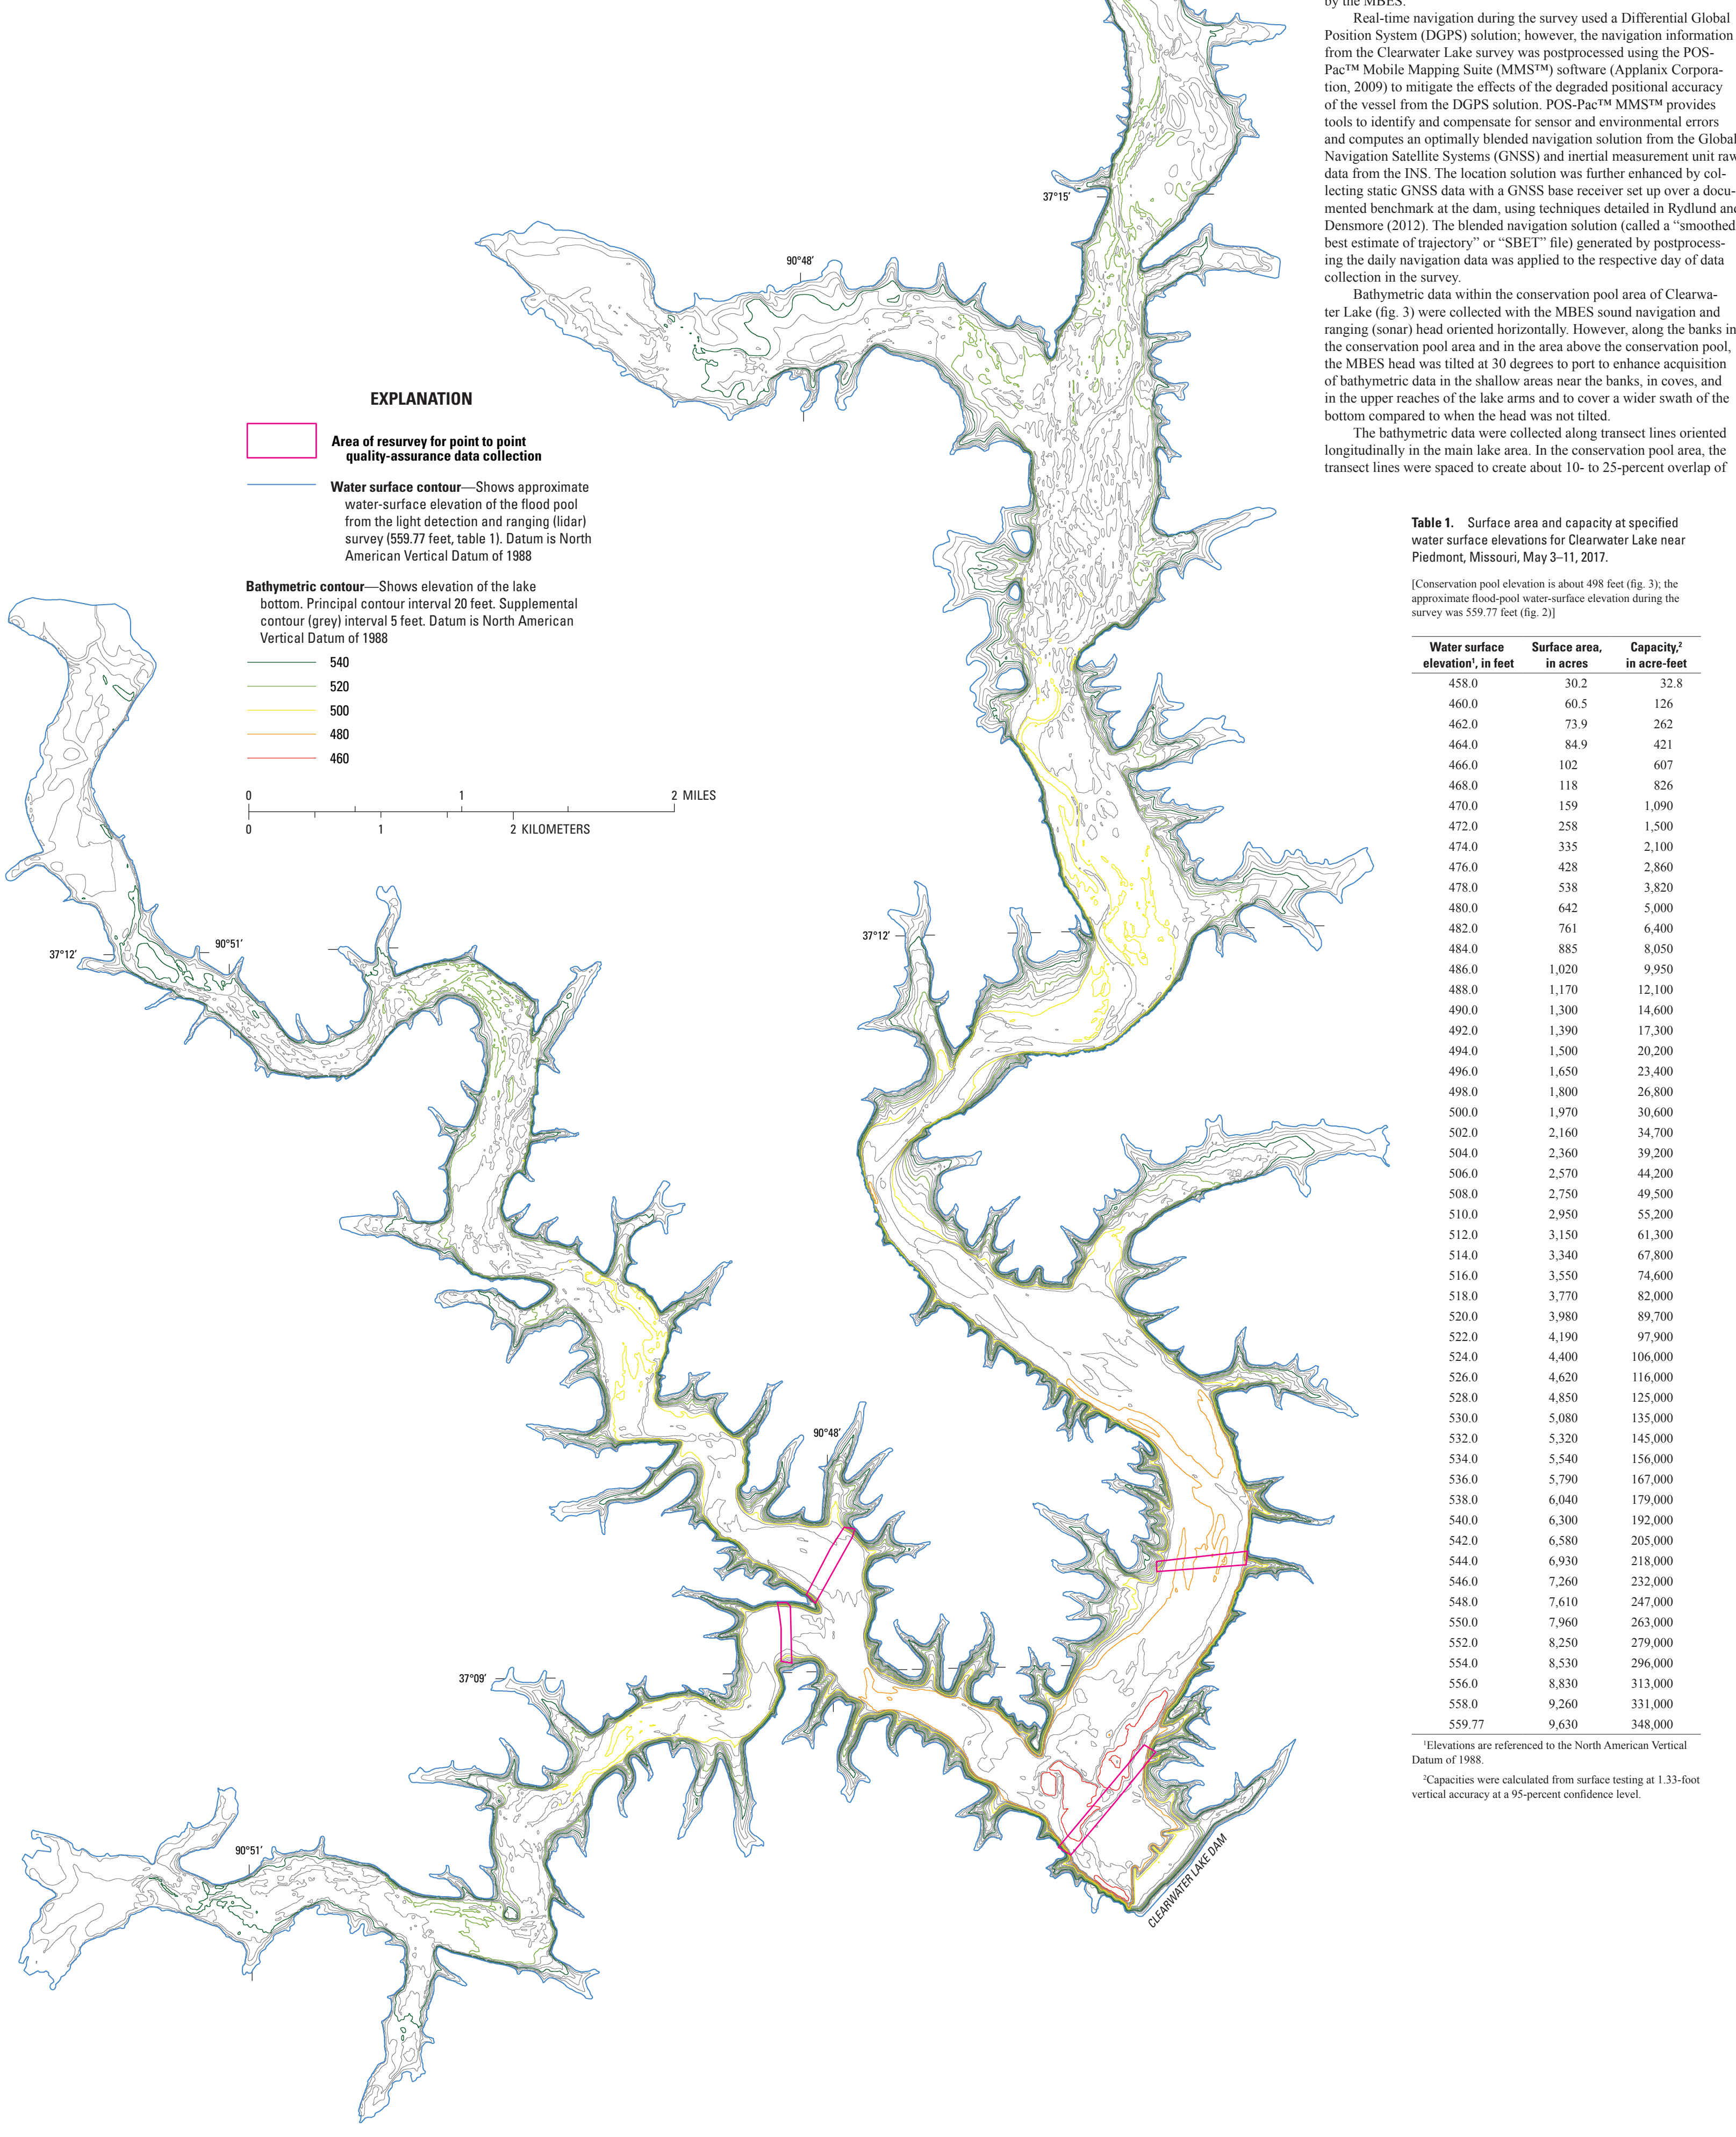 by the MBES.
Real-time navigation during the survey used a Differential Global
Position System (DGPS) solution; however, the navigation information
from the Clearwater Lake survey was postprocessed using the POS-
Pac™ Mobile Mapping Suite (MMS™) software (Applanix Corpora-
tion, 2009) to mitigate the effects of the degraded positional accuracy
of the vessel from the DGPS solution. POS-Pac™ MMS™ provides
tools to identify and compensate for sensor and environmental errors
and computes an optimally blended navigation solution from the Global
Navigation Satellite Systems (GNSS) and inertial measurement unit raw
data from the INS. The location solution was further enhanced by col-
lecting static GNSS data with a GNSS base receiver set up over a docu-
mented benchmark at the dam, using techniques detailed in Rydlund and
Densmore (2012). The blended navigation solution (called a “smoothed
best estimate of trajectory” or “SBET” file) generated by postprocess-
ing the daily navigation data was applied to the respective day of data
collection in the survey.
Bathymetric data within the conservation pool area of Clearwa-
ter Lake (fig. 3) were collected with the MBES sound navigation and
ranging (sonar) head oriented horizontally. However, along the banks in
the conservation pool area and in the area above the conservation pool,
the MBES head was tilted at 30 degrees to port to enhance acquisition
of bathymetric data in the shallow areas near the banks, in coves, and
in the upper reaches of the lake arms and to cover a wider swath of the
bottom compared to when the head was not tilted.
The bathymetric data were collected along transect lines oriented
longitudinally in the main lake area. In the conservation pool area, the
transect lines were spaced to create about 10- to 25-percent overlap of
37°15′
90°48′
EXPLANATION
Area of resurvey for point to point
quality-assurance data collection
Water surface contour—Shows approximate
water-surface elevation of the flood pool
from the light detection and ranging (lidar)
survey (559.77 feet, table 1). Datum is North
American Vertical Datum of 1988
Bathymetric contour—Shows elevation of the lake
bottom. Principal contour interval 20 feet. Supplemental
contour (grey) interval 5 feet. Datum is North American
Vertical Datum of 1988
540
520
500
480
460
0 1 2 MILES
0 1 2 KILOMETERS
37°12′
90°51′
37°12′
90°48′
37°09′
90°51′
CLEARWATER LAKE DAM
Table 1. Surface area and capacity at specified
water surface elevations for Clearwater Lake near
Piedmont, Missouri, May 3–11, 2017.
[Conservation pool elevation is about 498 feet (fig. 3); the
approximate flood-pool water-surface elevation during the
survey was 559.77 feet (fig. 2)]
Water surface elevation1, in feet Surface area, in acres Capacity,2 in acre-feet
458.0 30.2 32.8
460.0 60.5 126
462.0 73.9 262
464.0 84.9 421
466.0 102 607
468.0 118 826
470.0 159 1,090
472.0 258 1,500
474.0 335 2,100
476.0 428 2,860
478.0 538 3,820
480.0 642 5,000
482.0 761 6,400
484.0 885 8,050
486.0 1,020 9,950
488.0 1,170 12,100
490.0 1,300 14,600
492.0 1,390 17,300
494.0 1,500 20,200
496.0 1,650 23,400
498.0 1,800 26,800
500.0 1,970 30,600
502.0 2,160 34,700
504.0 2,360 39,200
506.0 2,570 44,200
508.0 2,750 49,500
510.0 2,950 55,200
512.0 3,150 61,300
514.0 3,340 67,800
516.0 3,550 74,600
518.0 3,770 82,000
520.0 3,980 89,700
522.0 4,190 97,900
524.0 4,400 106,000
526.0 4,620 116,000
528.0 4,850 125,000
530.0 5,080 135,000
532.0 5,320 145,000
534.0 5,540 156,000
536.0 5,790 167,000
538.0 6,040 179,000
540.0 6,300 192,000
542.0 6,580 205,000
544.0 6,930 218,000
546.0 7,260 232,000
548.0 7,610 247,000
550.0 7,960 263,000
552.0 8,250 279,000
554.0 8,530 296,000
556.0 8,830 313,000
558.0 9,260 331,000
559.77 9,630 348,000
1Elevations are referenced to the North American Vertical
Datum of 1988.
2Capacities were calculated from surface testing at 1.33-foot
vertical accuracy at a 95-percent confidence level.